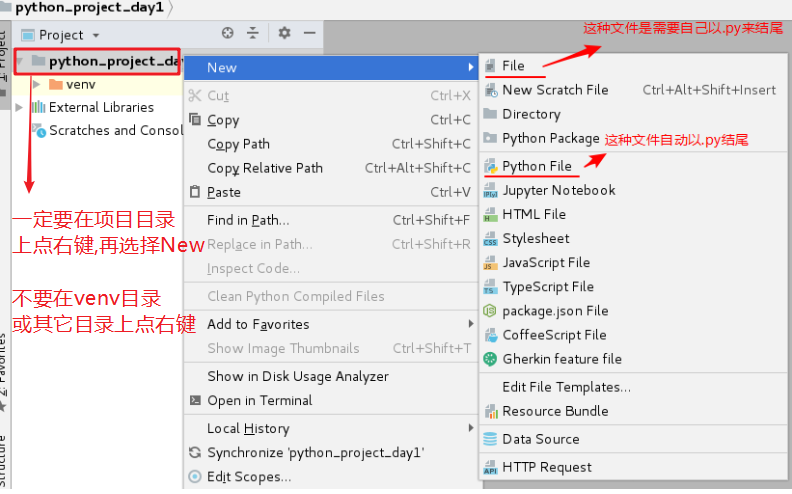 python_project_day1
这种文件是需要自己以.py来结尾
Project
1: Project
python_project_da
venv
External Libraries
Scratches and Consol
一定要在项目目录
上点右键,再选择New
不要在venv目录
或其它目录上点右键
2: Favorites
Structure
New
Cut Ctrl+X
Copy Ctrl+C
Copy Path Ctrl+Shift+C
Copy Relative Path Ctrl+Alt+Shift+C
Paste Ctrl+V
Find in Path... Ctrl+Shift+F
Replace in Path... Ctrl+Shift+R
Inspect Code...
Clean Python Compiled Files
Add to Favorites
Show Image Thumbnails Ctrl+Shift+T
Show in Disk Usage Analyzer
Open in Terminal
Local History
Synchronize 'python_project_day1'
Edit Scopes...
File
New Scratch File Ctrl+Alt+Shift+Insert
Directory
Python Package
这种文件自动以.py结尾
Python File
Jupyter Notebook
HTML File
Stylesheet
JavaScript File
TypeScript File
package.json File
CoffeeScript File
Gherkin feature file
Edit File Templates...
Resource Bundle
Data Source
HTTP Request